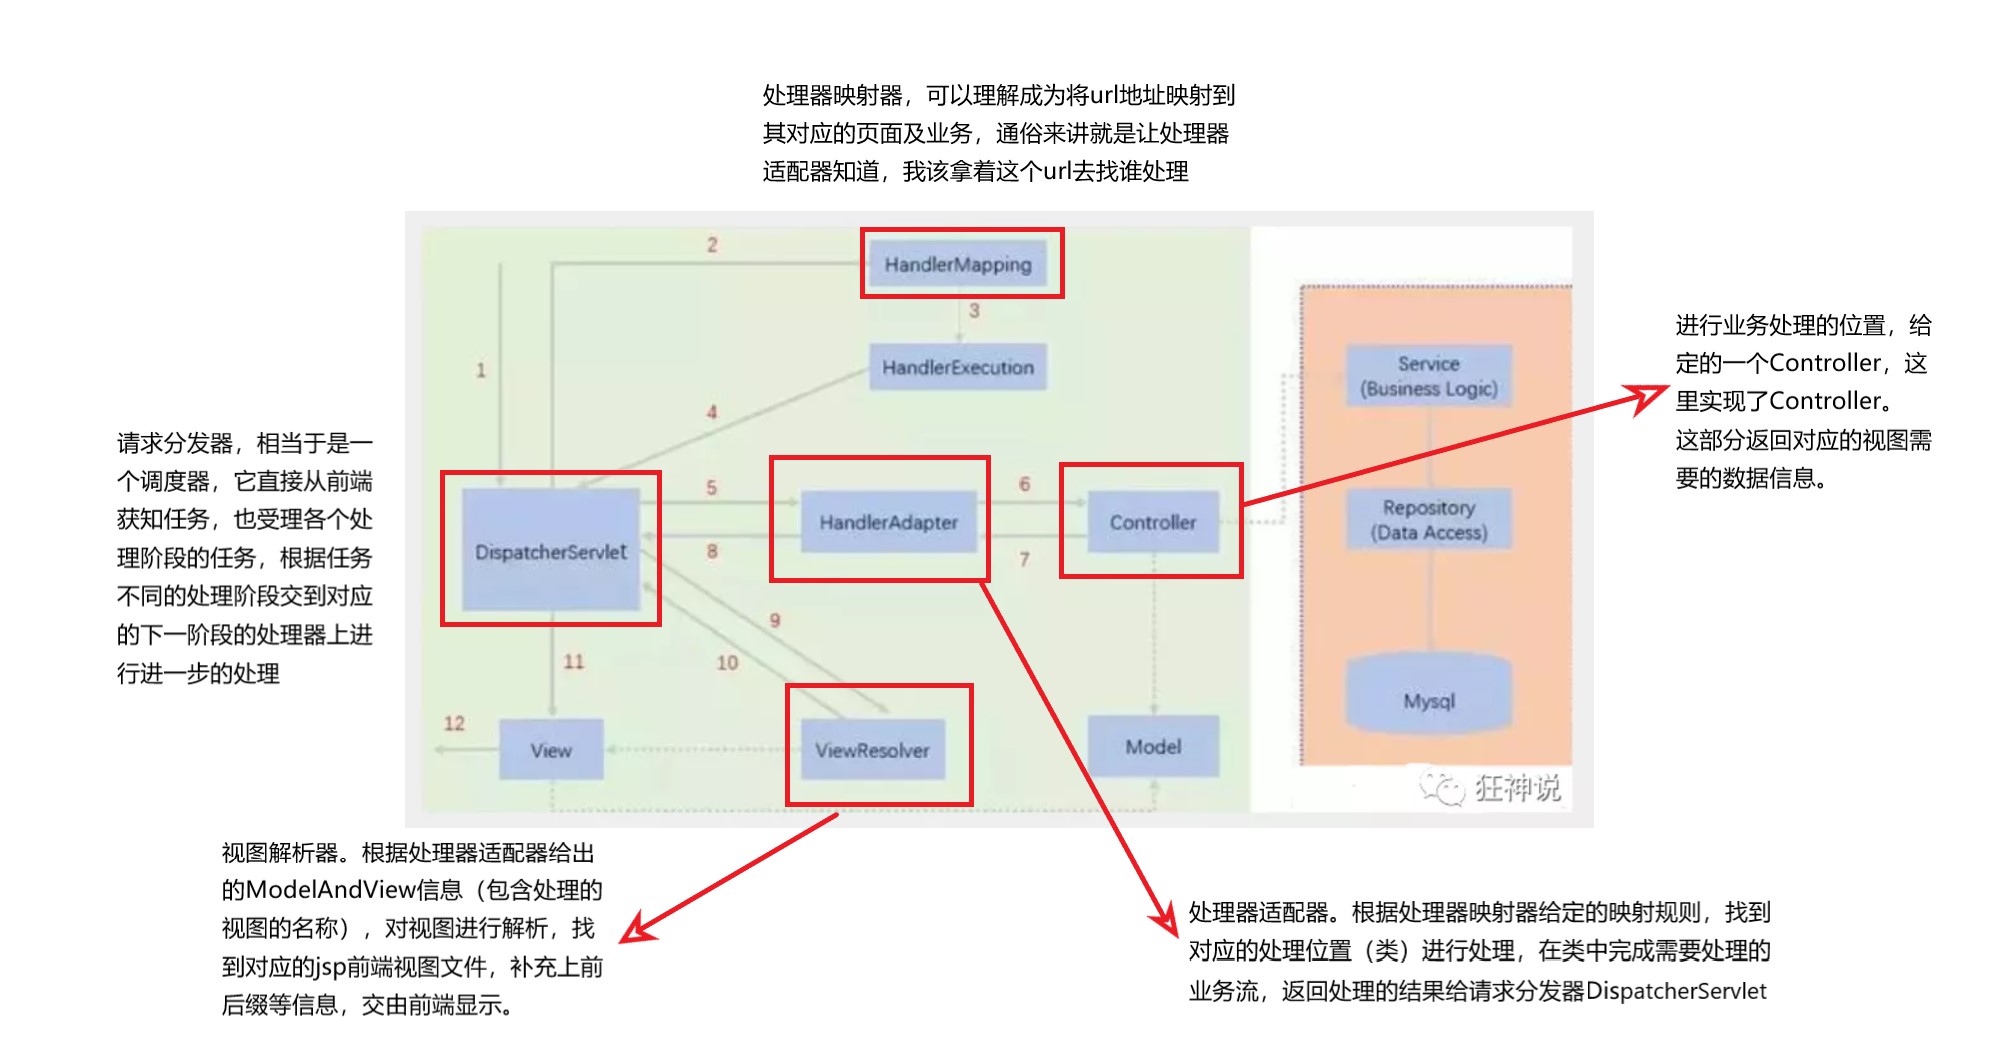 处理器映射器，可以理解成为将url地址映射到
其对应的页面及业务，通俗来讲就是让处理器
适配器知道，我该拿着这个url去找谁处理
2
HandlerMapping
3
1
HandlerExecution
4
Service
(Business Logic)
进行业务处理的位置，给
定的一个Controller，这
里实现了Controller。
这部分返回对应的视图需
要的数据信息。
请求分发器，相当于是一
个调度器，它直接从前端
获知任务，也受理各个处
理阶段的任务，根据任务
不同的处理阶段交到对应
的下一阶段的处理器上进
行进一步的处理
5
6
DispatcherServlet
HandlerAdapter
Controller
8
7
Repository
(Data Access)
9
10
11
12
View
ViewResolver
Model
Mysql
狂神说
视图解析器。根据处理器适配器给出
的ModelAndView信息（包含处理的
视图的名称），对视图进行解析，找
到对应的jsp前端视图文件，补充上前
后缀等信息，交由前端显示。
处理器适配器。根据处理器映射器给定的映射规则，找到
对应的处理位置（类）进行处理，在类中完成需要处理的
业务流，返回处理的结果给请求分发器DispatcherServlet